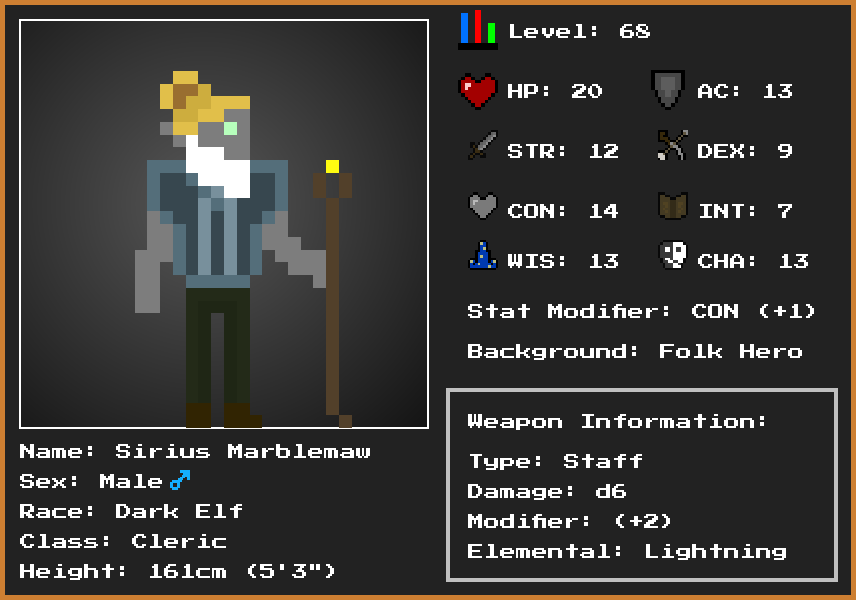 Level: 68
HP: 20 AC: 13
STR: 12 DEX: 9
CON: 14 INT: 7
WIS: 13 CHA: 13
Stat Modifier: CON (+1)
Background: Folk Hero
Weapon Information:
Type: Staff
Damage: d6
Modifier: (+2)
Elemental: Lightning
Name: Sirius Marblemaw
Sex: Male♂
Race: Dark Elf
Class: Cleric
Height: 161cm (5'3")